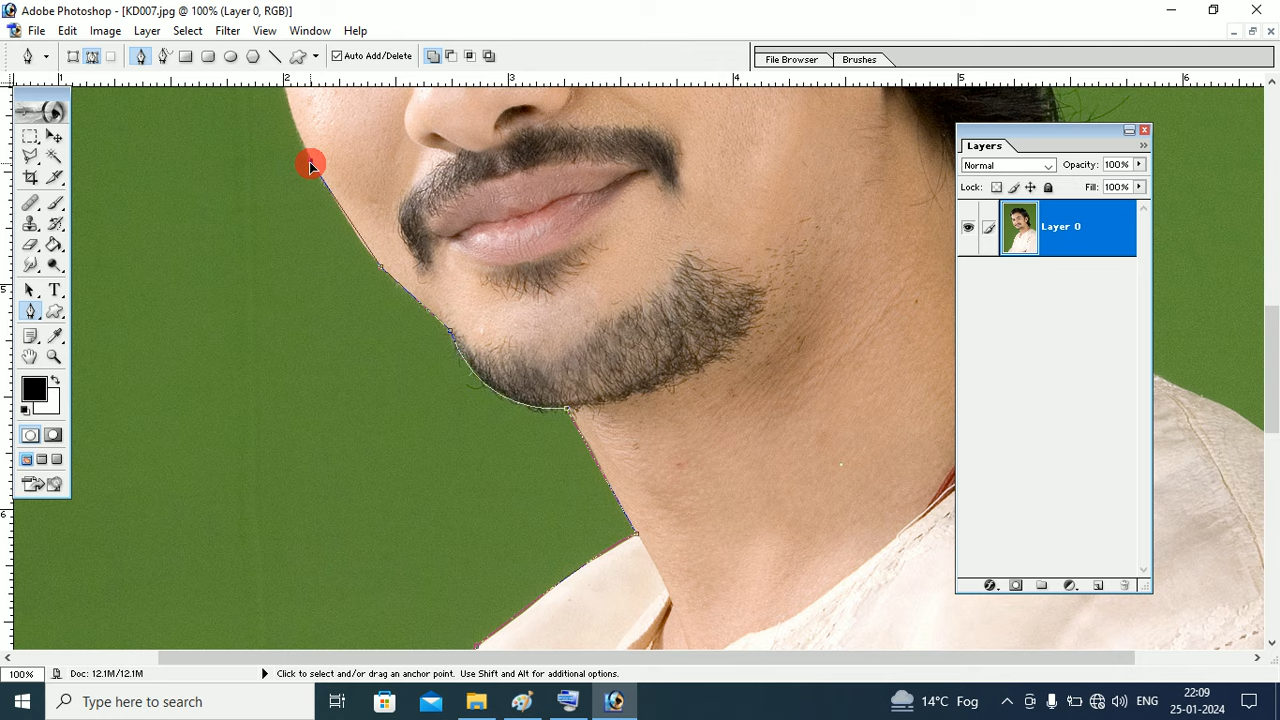 Adobe Photoshop - [KD007.jpg @ 100% (Layer 0, RGB)]
File Edit Image Layer Select Filter View Window Help
Auto Add/Delete
File Browser Brushes
1 2 3 4 5 6
5
6
Layers
Normal Opacity: 100%
Lock: Fill: 100%
Layer 0
T
100% Doc: 12.1M/12.1M Click to select and/or drag an anchor point. Use Shift and Alt for additional options.
Type here to search
14°C Fog
ENG
22:09
25-01-2024